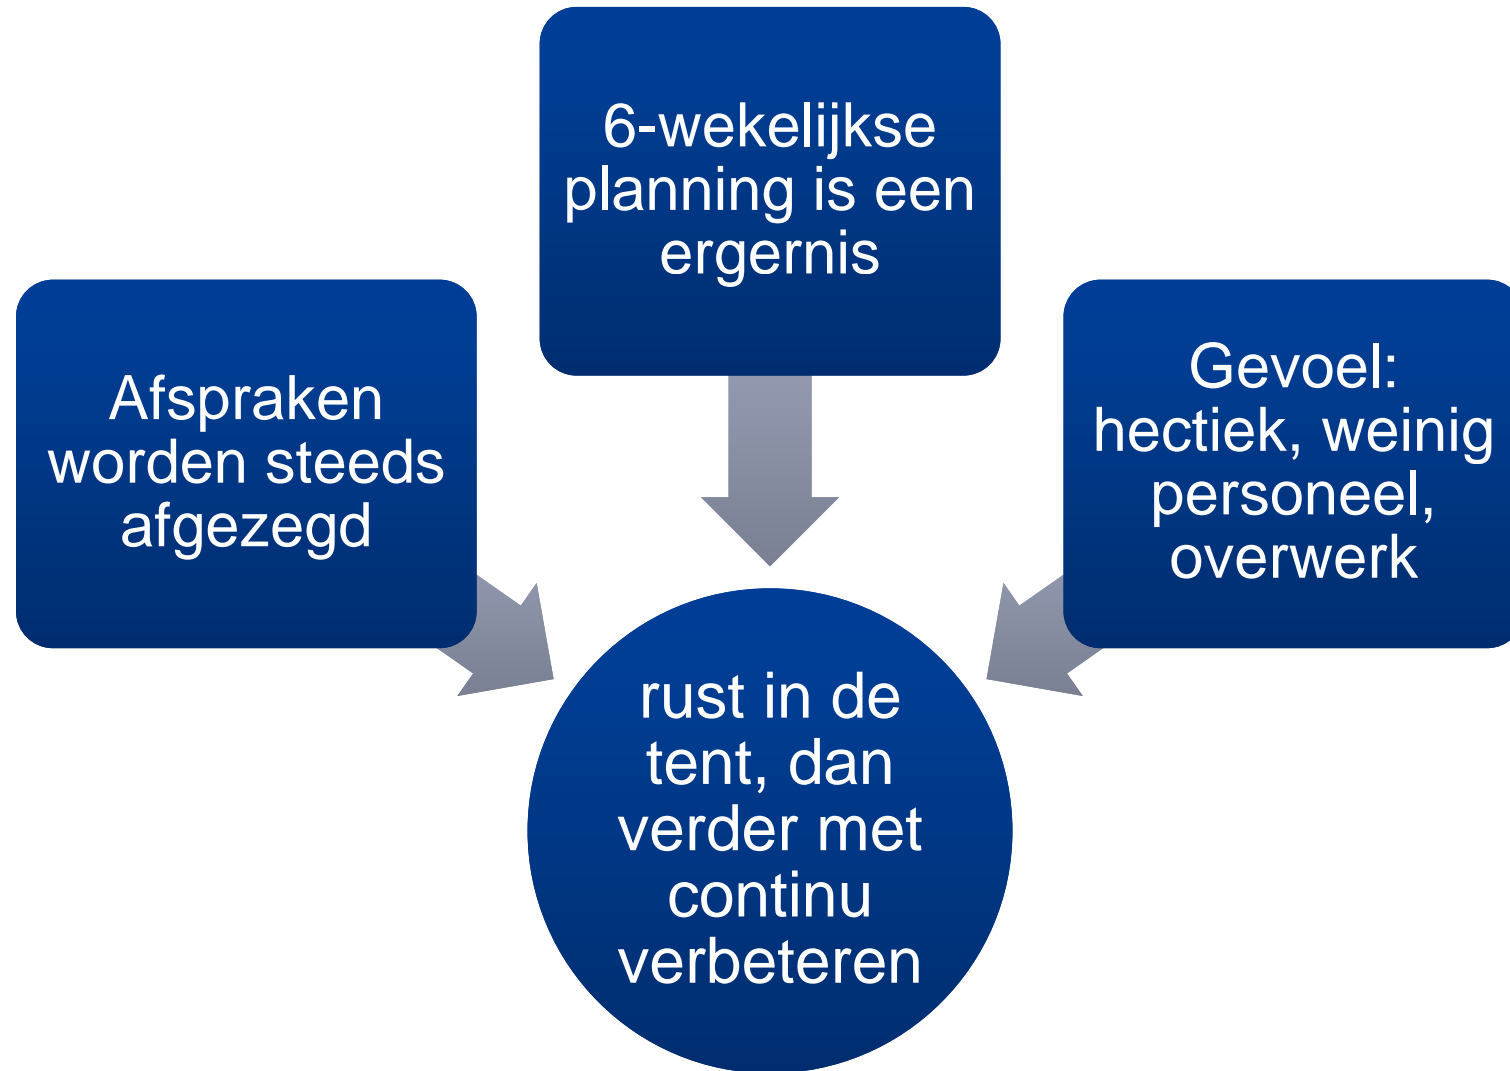 6-wekelijkse
planning is een
ergernis
Afspraken
worden steeds
afgezegd
Gevoel:
hectiek, weinig
personeel,
overwerk
rust in de
tent, dan
verder met
continu
verbeteren